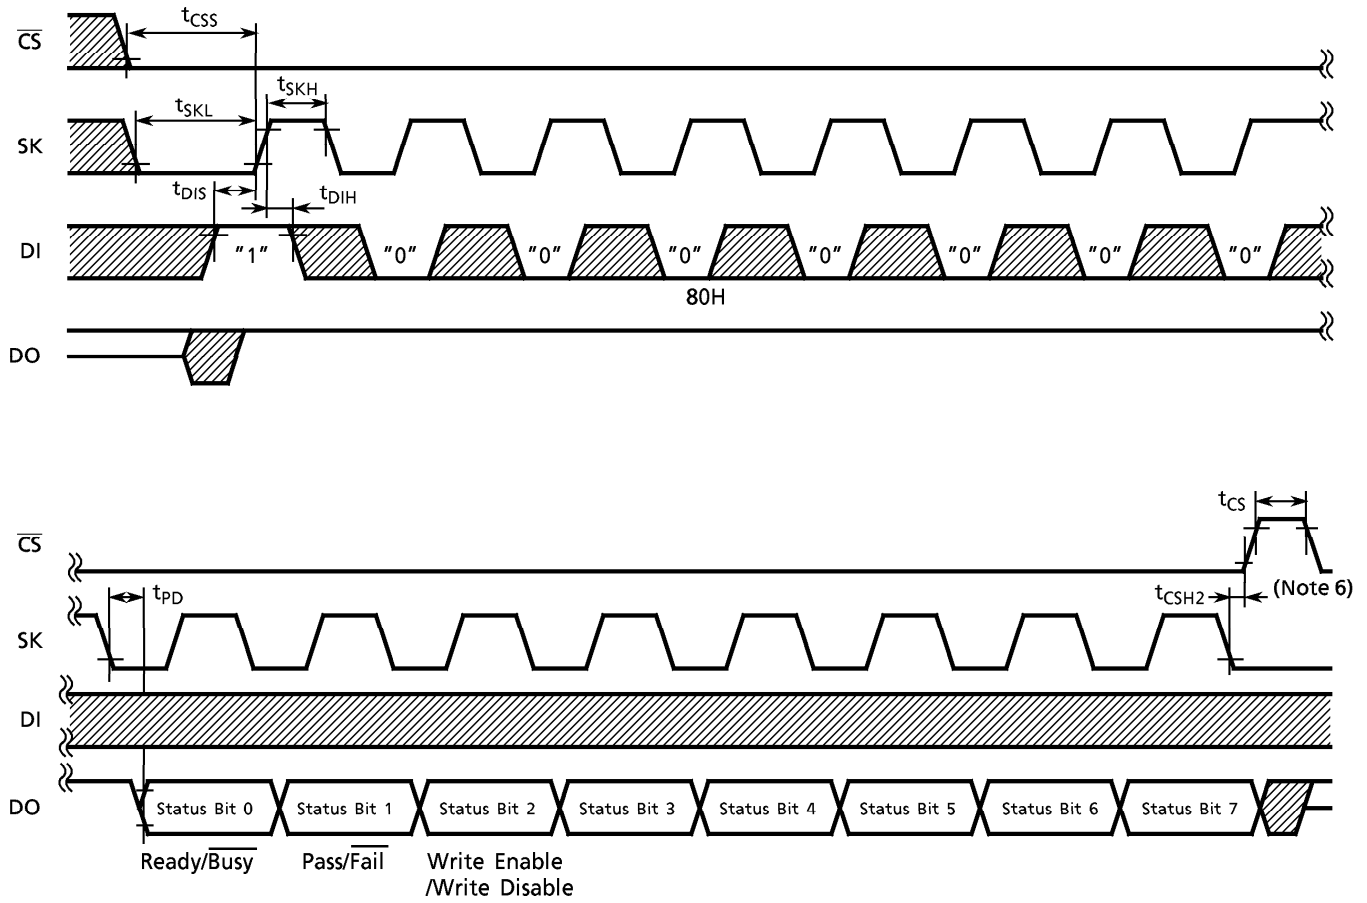 tCSS
CS
tSKH
tSKL
SK
tDIS
tDIH
DI
"1" "0" "0" "0" "0" "0" "0" "0"
80H
DO
tCS
CS
(Note 6)
tPD
tCSH2
SK
DI
DO
Status Bit 0 Status Bit 1 Status Bit 2 Status Bit 3 Status Bit 4 Status Bit 5 Status Bit 6 Status Bit 7
Ready/Busy Pass/Fail Write Enable
/Write Disable